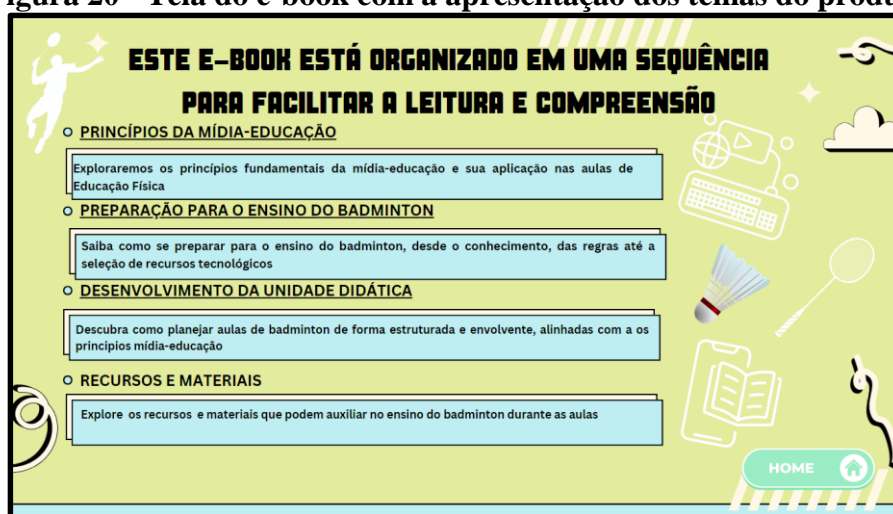 igura 20 - Tela do e-book com a apresentação dos temas do produ
ESTE E-BOOK ESTÁ ORGANIZADO EM UMA SEQUÊNCIA
PARA FACILITAR A LEITURA E COMPREENSÃO
PRINCÍPIOS DA MÍDIA-EDUCAÇÃO
Exploraremos os princípios fundamentais da mídia-educação e sua aplicação nas aulas de
Educação Física
PREPARAÇÃO PARA O ENSINO DO BADMINTON
Saiba como se preparar para o ensino do badminton, desde o conhecimento, das regras até a
seleção de recursos tecnológicos
DESENVOLVIMENTO DA UNIDADE DIDÁTICA
Descubra como planejar aulas de badminton de forma estruturada e envolvente, alinhadas com a os
principios mídia-educação
RECURSOS E MATERIAIS
Explore os recursos e materiais que podem auxiliar no ensino do badminton durante as aulas
HOME